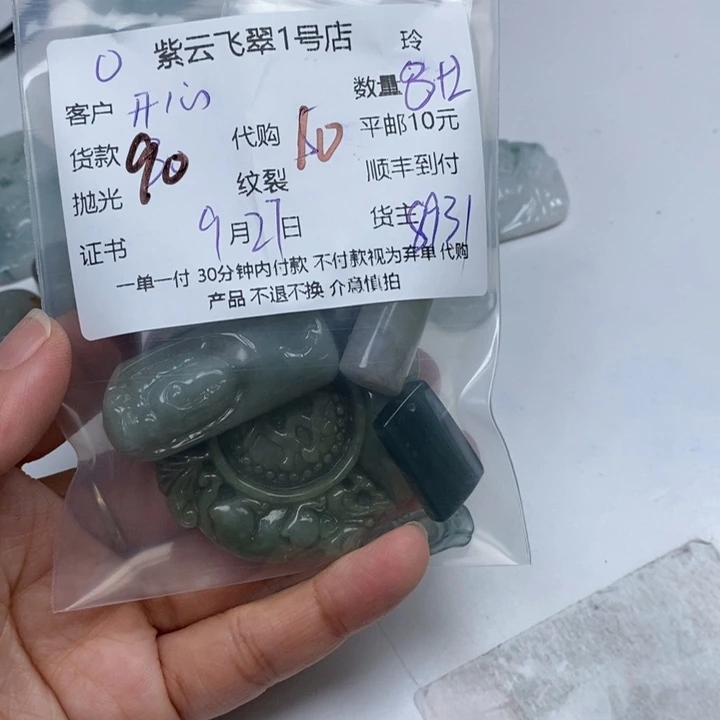 O 紫云飞翠1号店 玲
客户 开心 数量 8+2
货款 90 代购 10 平邮10元
抛光 纹裂 顺丰到付
9月27日 货主 8931
证书
一单一付 30分钟内付款 不付款视为弃单 代购
产品 不退不换 介意慎拍